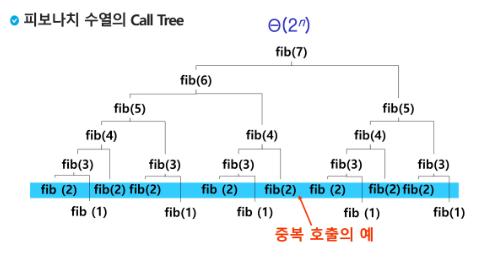 피보나치 수열의 Call Tree
Θ(2ⁿ)
fib(7)
fib(6)
fib(5) fib(5)
fib(4) fib(4) fib(4)
fib(3) fib(3) fib(3) fib(3) fib(3)
fib (2) fib(2) fib(2) fib (2) fib(2) fib (2) fib(2) fib(2)
fib (1) fib(1) fib (1) fib (1) fib(1)
중복 호출의 예